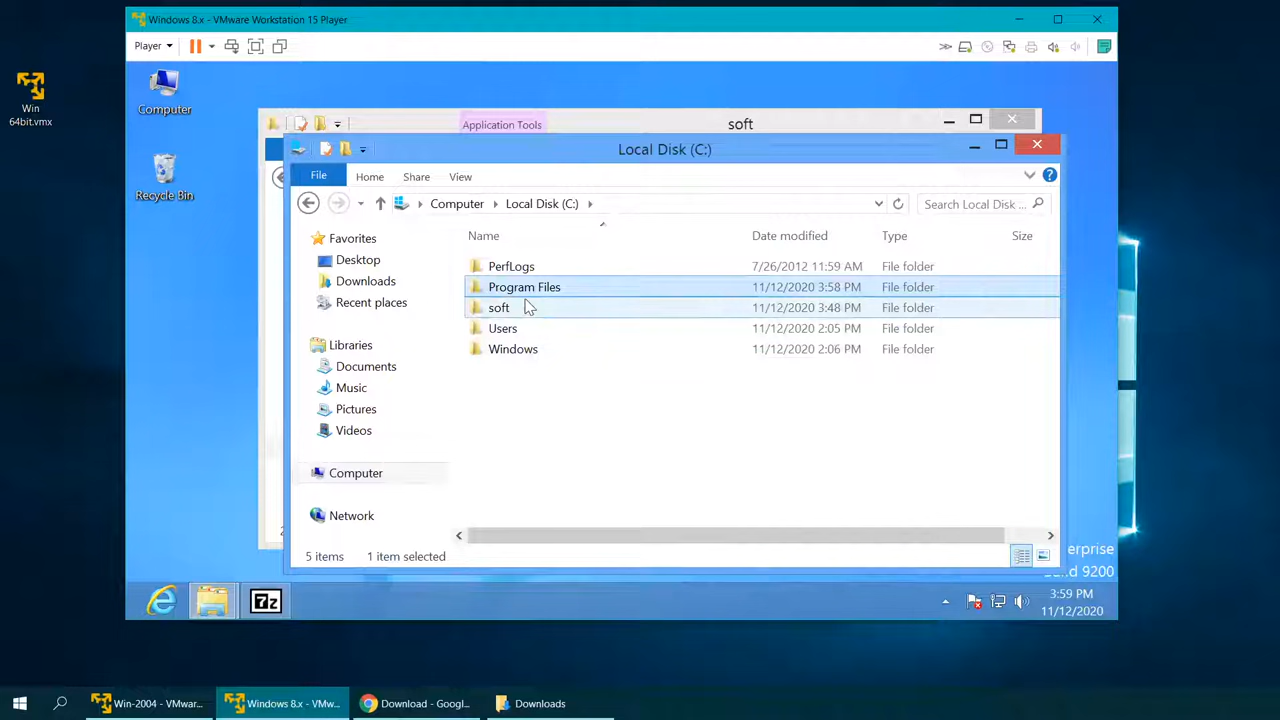 Windows 8.x - VMware Workstation 15 Player
Player
Win
64bit.vmx
Computer
Recycle Bin
Application Tools
soft
Local Disk (C:)
File
Home
Share
View
Computer
Local Disk (C:)
Search Local Disk ...
Favorites
Desktop
Downloads
Recent places
Libraries
Documents
Music
Pictures
Videos
Computer
Network
Name
Date modified
Type
Size
PerfLogs
7/26/2012 11:59 AM
File folder
Program Files
11/12/2020 3:58 PM
File folder
soft
11/12/2020 3:48 PM
File folder
Users
11/12/2020 2:05 PM
File folder
Windows
11/12/2020 2:06 PM
File folder
5 items
1 item selected
7z
3:59 PM
11/12/2020
Win-2004 - VMwar...
Windows 8.x - VMw...
Download - Googl...
Downloads